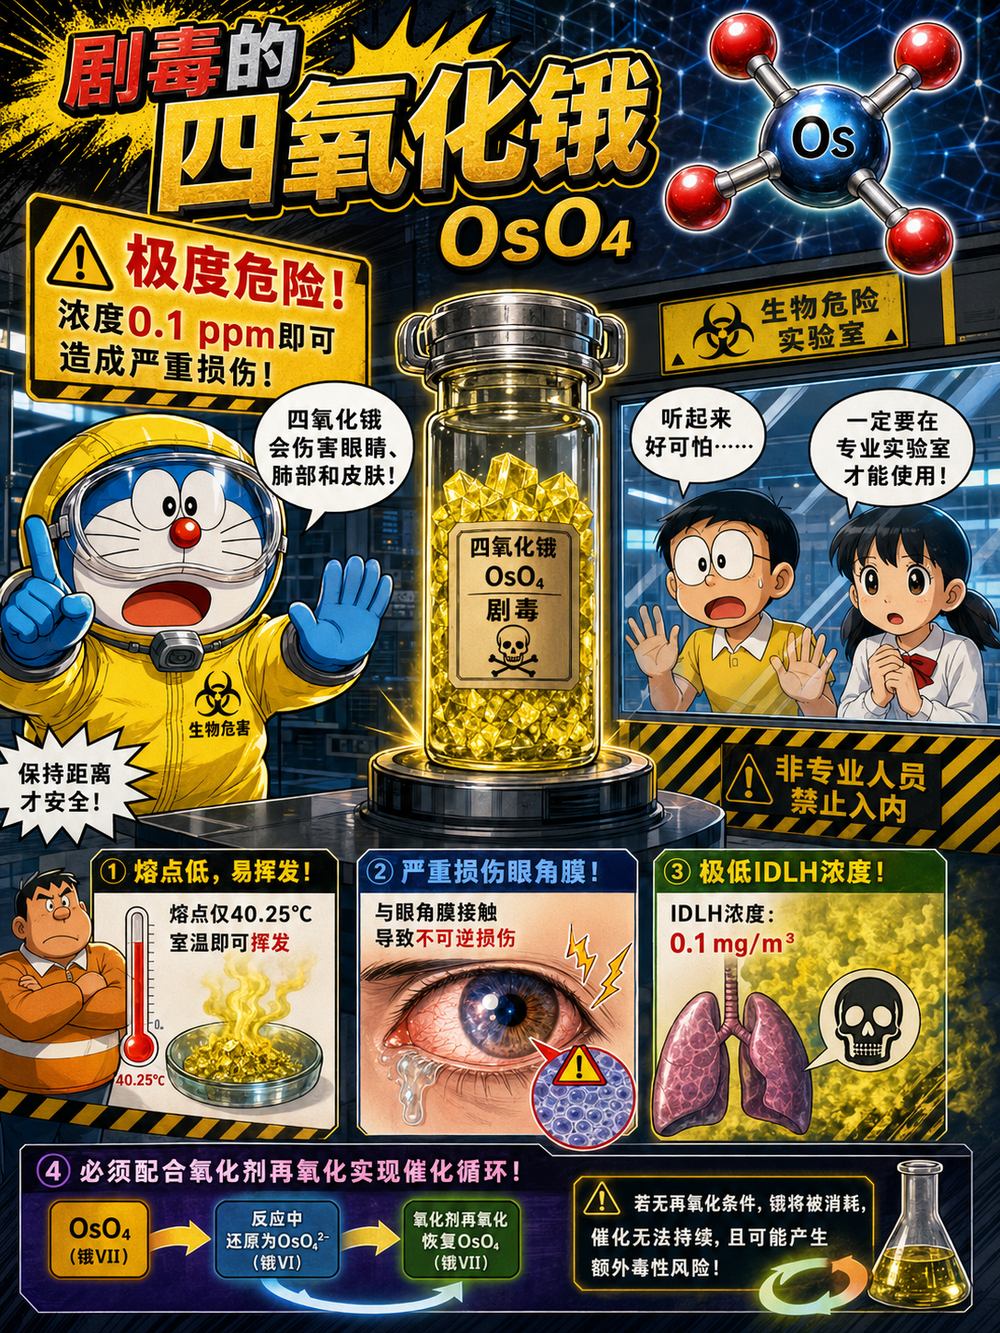 剧毒的
四氧化锇
OsO₄
Os
极度危险！
浓度0.1 ppm即可
造成严重损伤！
生物危险
实验室
四氧化锇
会伤害眼睛、
肺部和皮肤！
听起来
好可怕……
一定要在
专业实验室
才能使用！
四氧化锇
OsO₄
剧毒
生物危害
保持距离
才安全！
非专业人员
禁止入内
① 熔点低，易挥发！
熔点仅40.25°C
室温即可挥发
0°
40.25°C
② 严重损伤眼角膜！
与眼角膜接触
导致不可逆损伤
③ 极低IDLH浓度！
IDLH浓度：
0.1 mg/m³
④ 必须配合氧化剂再氧化实现催化循环！
OsO₄
(锇VII)
反应中
还原为OsO₄²⁻
(锇VI)
氧化剂再氧化
恢复OsO₄
(锇VII)
若无再氧化条件，锇将被消耗，
催化无法持续，且可能产生
额外毒性风险！